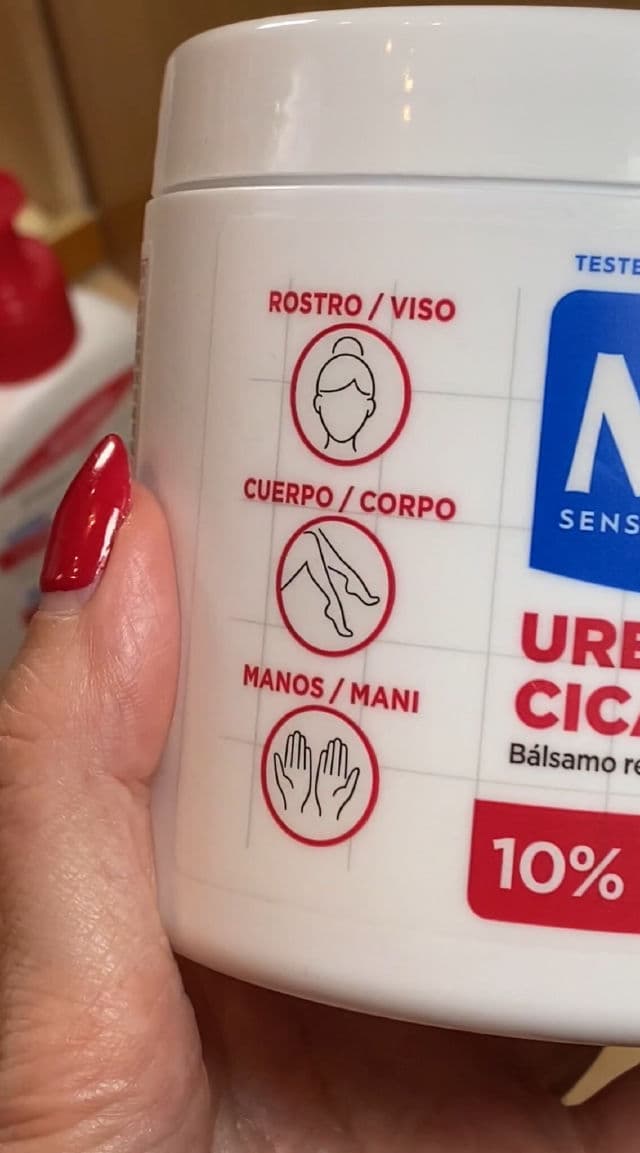 ROSTRO / VISO
CUERPO / CORPO
MANOS / MANI
TESTE
M
SENS
URE
CICA
Bálsamo re
10%